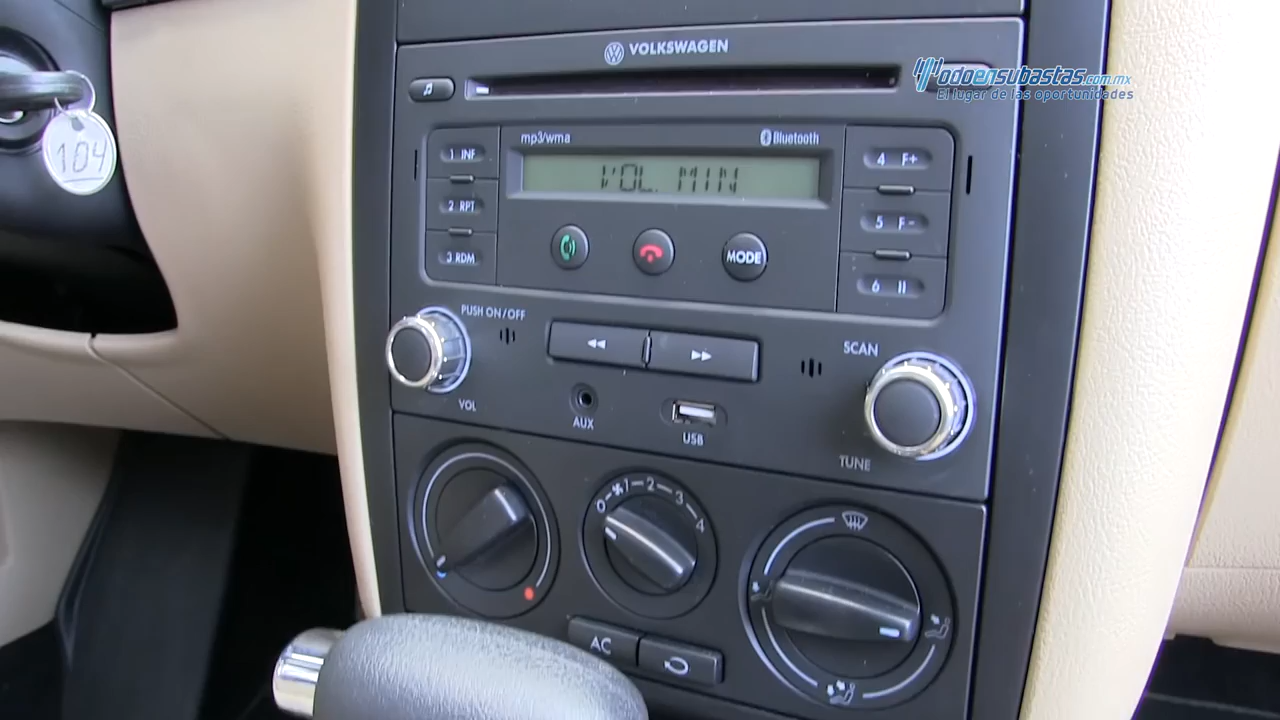 VOLKSWAGEN
TodoenSubastas.com.mx
El lugar de las oportunidades
104
mp3/wma
Bluetooth
1 INF
VOL MIN
4 F+
2 RPT
5 F-
3 RDM
MODE
6 II
PUSH ON/OFF
SCAN
VOL
AUX
USB
TUNE
0 1 2 3 4
AC